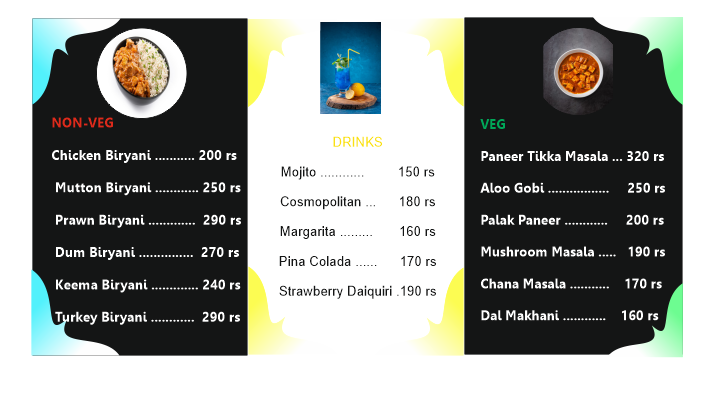 NON-VEG
Chicken Biryani ........... 200 rs
Mutton Biryani ............ 250 rs
Prawn Biryani ............. 290 rs
Dum Biryani ............... 270 rs
Keema Biryani ............. 240 rs
Turkey Biryani ............ 290 rs
DRINKS
Mojito ............ 150 rs
Cosmopolitan ... 180 rs
Margarita ......... 160 rs
Pina Colada ...... 170 rs
Strawberry Daiquiri .190 rs
VEG
Paneer Tikka Masala ... 320 rs
Aloo Gobi ................. 250 rs
Palak Paneer ............ 200 rs
Mushroom Masala ..... 190 rs
Chana Masala ........... 170 rs
Dal Makhani ............ 160 rs